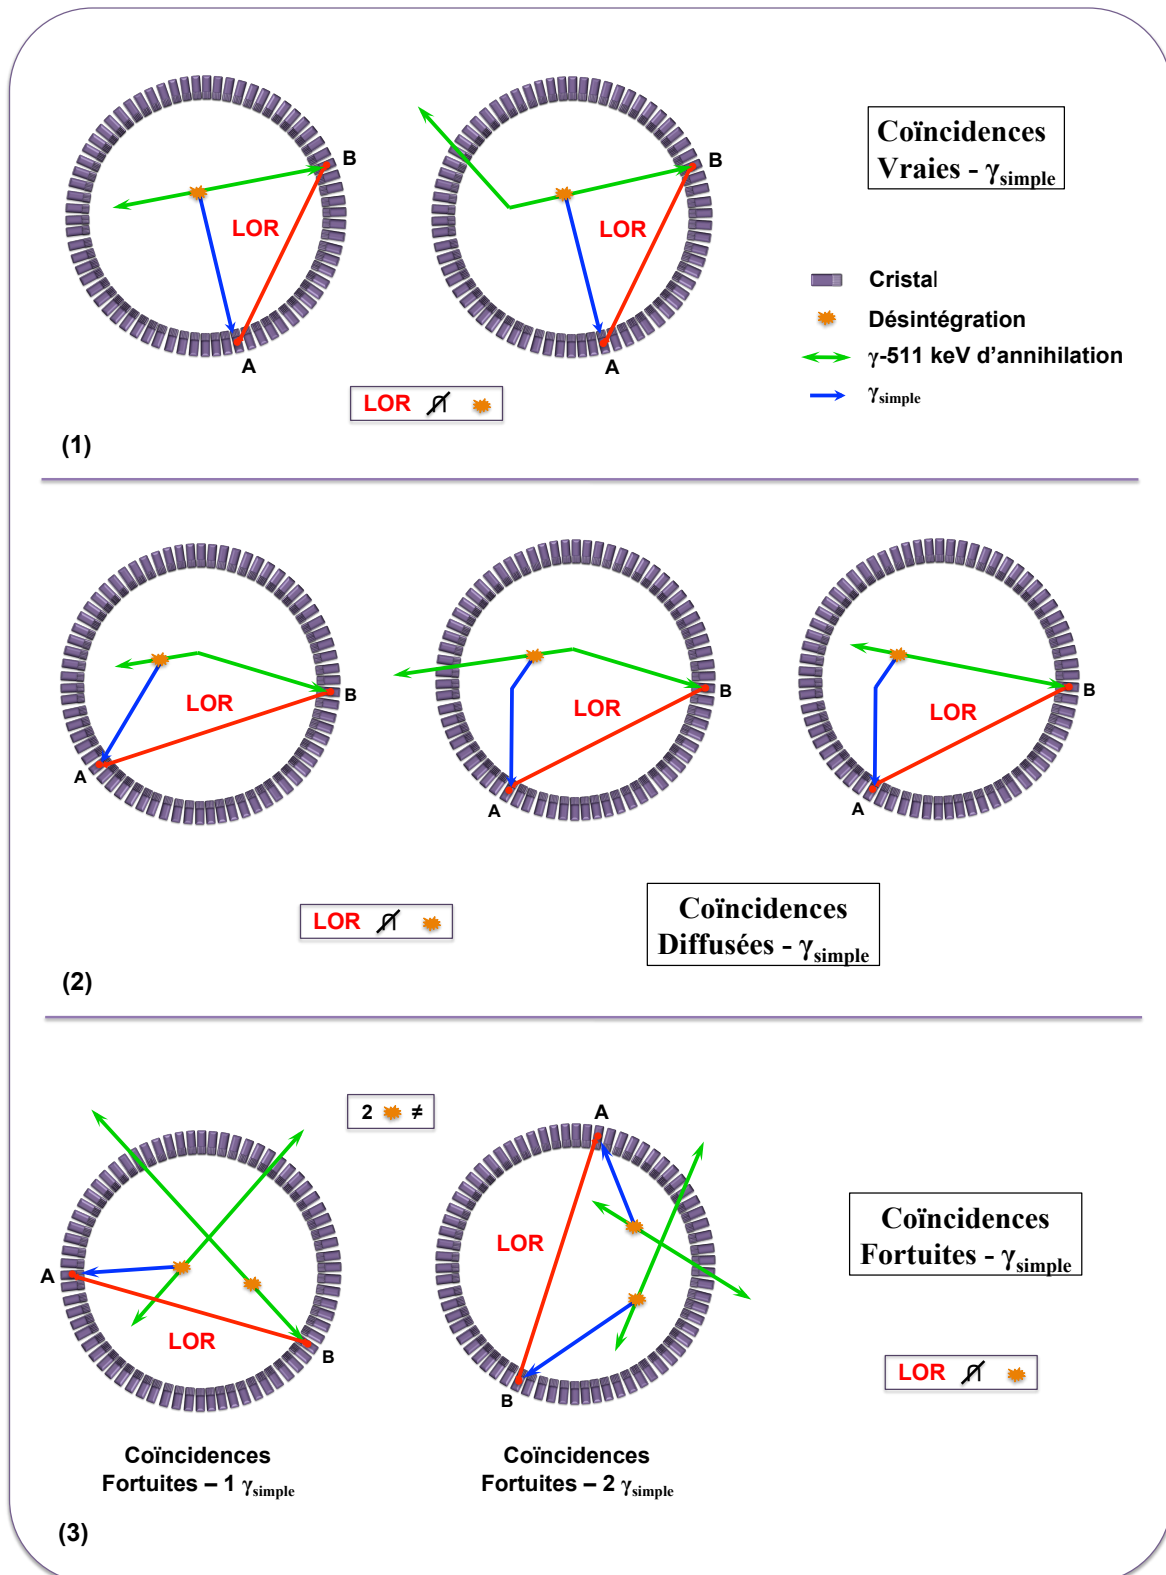 Coïncidences
Vraies - γsimple
B
B
LOR
LOR
A
A
Cristal
Désintégration
γ-511 keV d'annihilation
γsimple
LOR
(1)
LOR
LOR
LOR
B
B
B
A
A
A
LOR
Coïncidences
Diffusées - γsimple
(2)
2 ≠
A
B
LOR
A
B
LOR
Coïncidences
Fortuites - γsimple
LOR
Coïncidences
Fortuites – 1 γsimple
Coïncidences
Fortuites – 2 γsimple
(3)